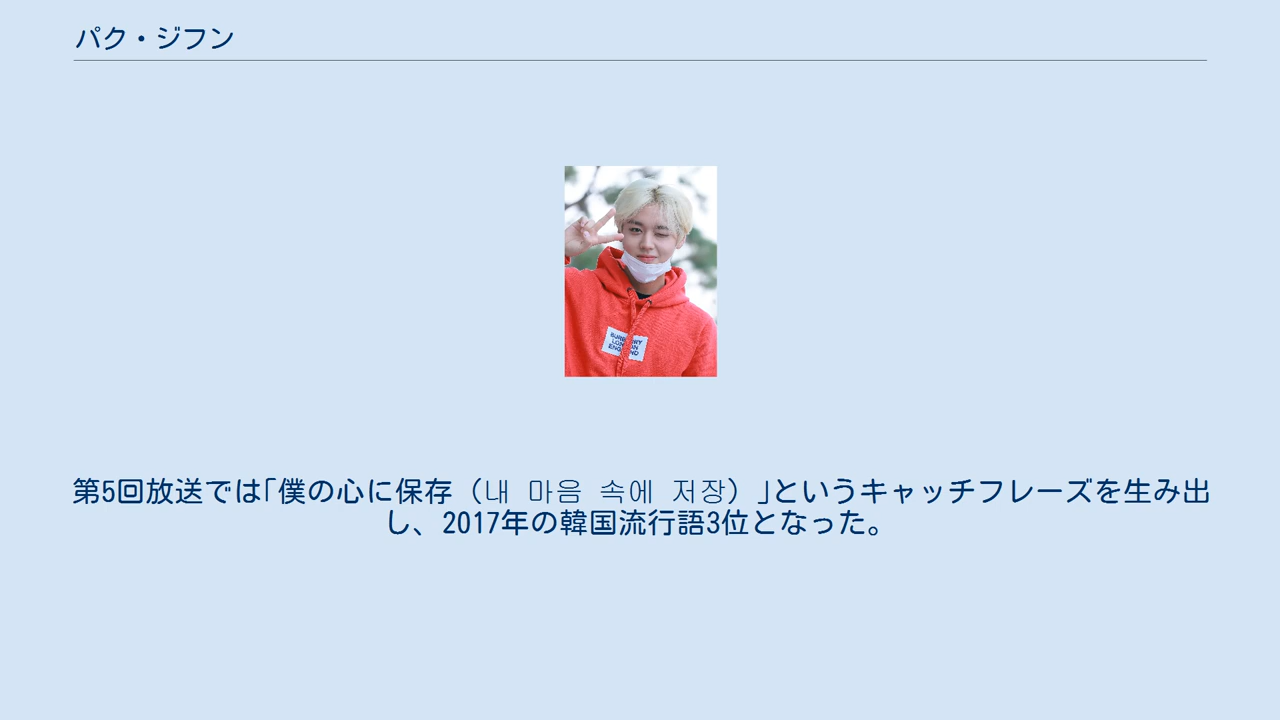 パク・ジフン
BURBERRY
LONDON
ENGLAND
第5回放送では「僕の心に保存（내 마음 속에 저장）」というキャッチフレーズを生み出
し、2017年の韓国流行語3位となった。